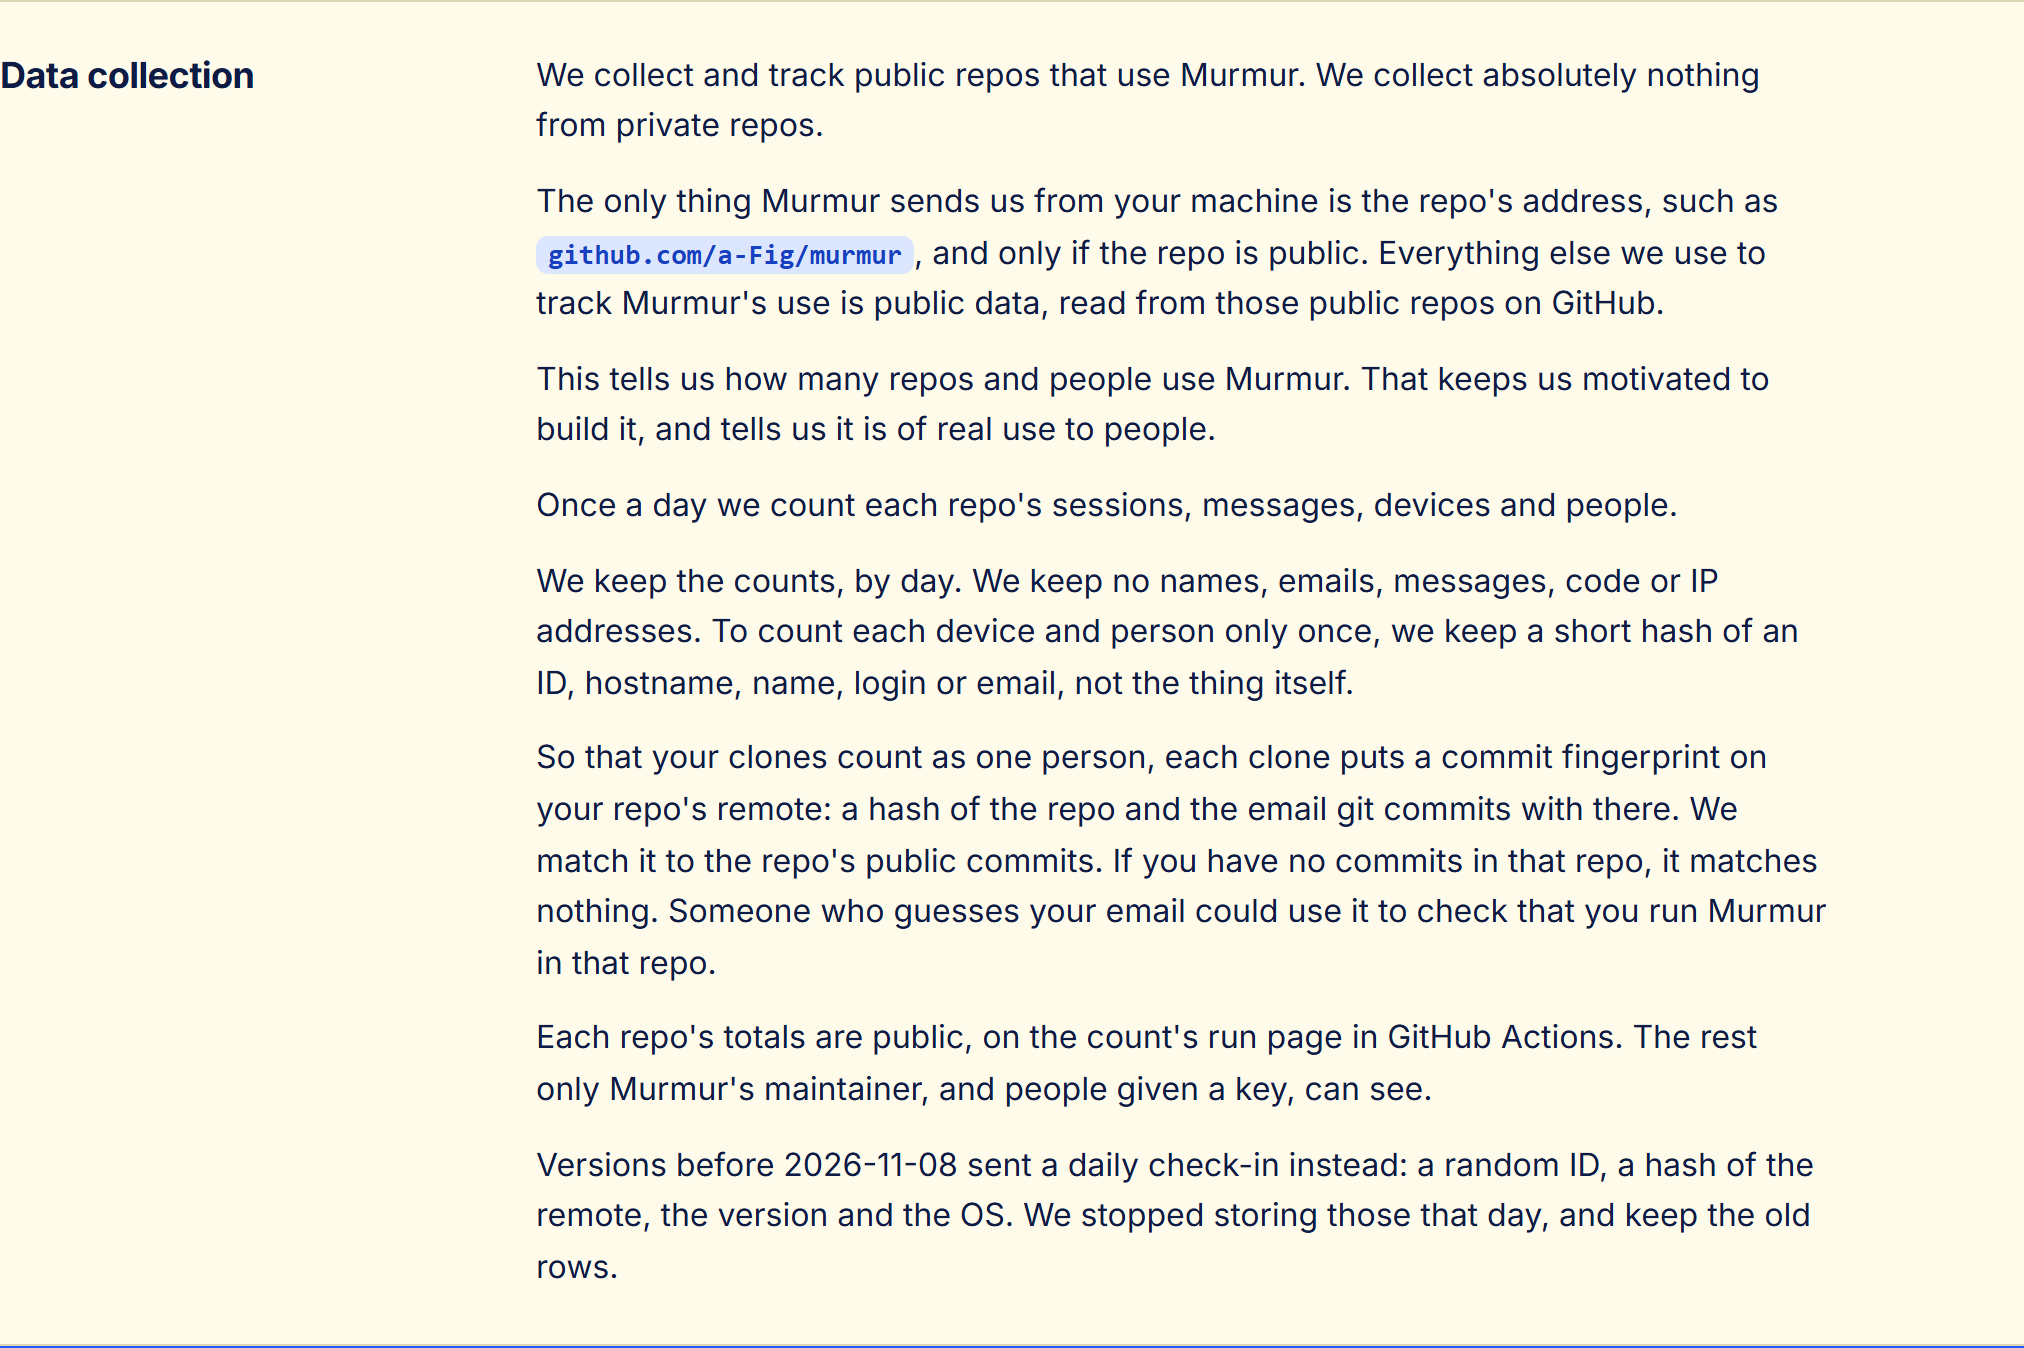 Data collection
We collect and track public repos that use Murmur. We collect absolutely nothing
from private repos.
The only thing Murmur sends us from your machine is the repo's address, such as
github.com/a-Fig/murmur, and only if the repo is public. Everything else we use to
track Murmur's use is public data, read from those public repos on GitHub.
This tells us how many repos and people use Murmur. That keeps us motivated to
build it, and tells us it is of real use to people.
Once a day we count each repo's sessions, messages, devices and people.
We keep the counts, by day. We keep no names, emails, messages, code or IP
addresses. To count each device and person only once, we keep a short hash of an
ID, hostname, name, login or email, not the thing itself.
So that your clones count as one person, each clone puts a commit fingerprint on
your repo's remote: a hash of the repo and the email git commits with there. We
match it to the repo's public commits. If you have no commits in that repo, it matches
nothing. Someone who guesses your email could use it to check that you run Murmur
in that repo.
Each repo's totals are public, on the count's run page in GitHub Actions. The rest
only Murmur's maintainer, and people given a key, can see.
Versions before 2026-11-08 sent a daily check-in instead: a random ID, a hash of the
remote, the version and the OS. We stopped storing those that day, and keep the old
rows.